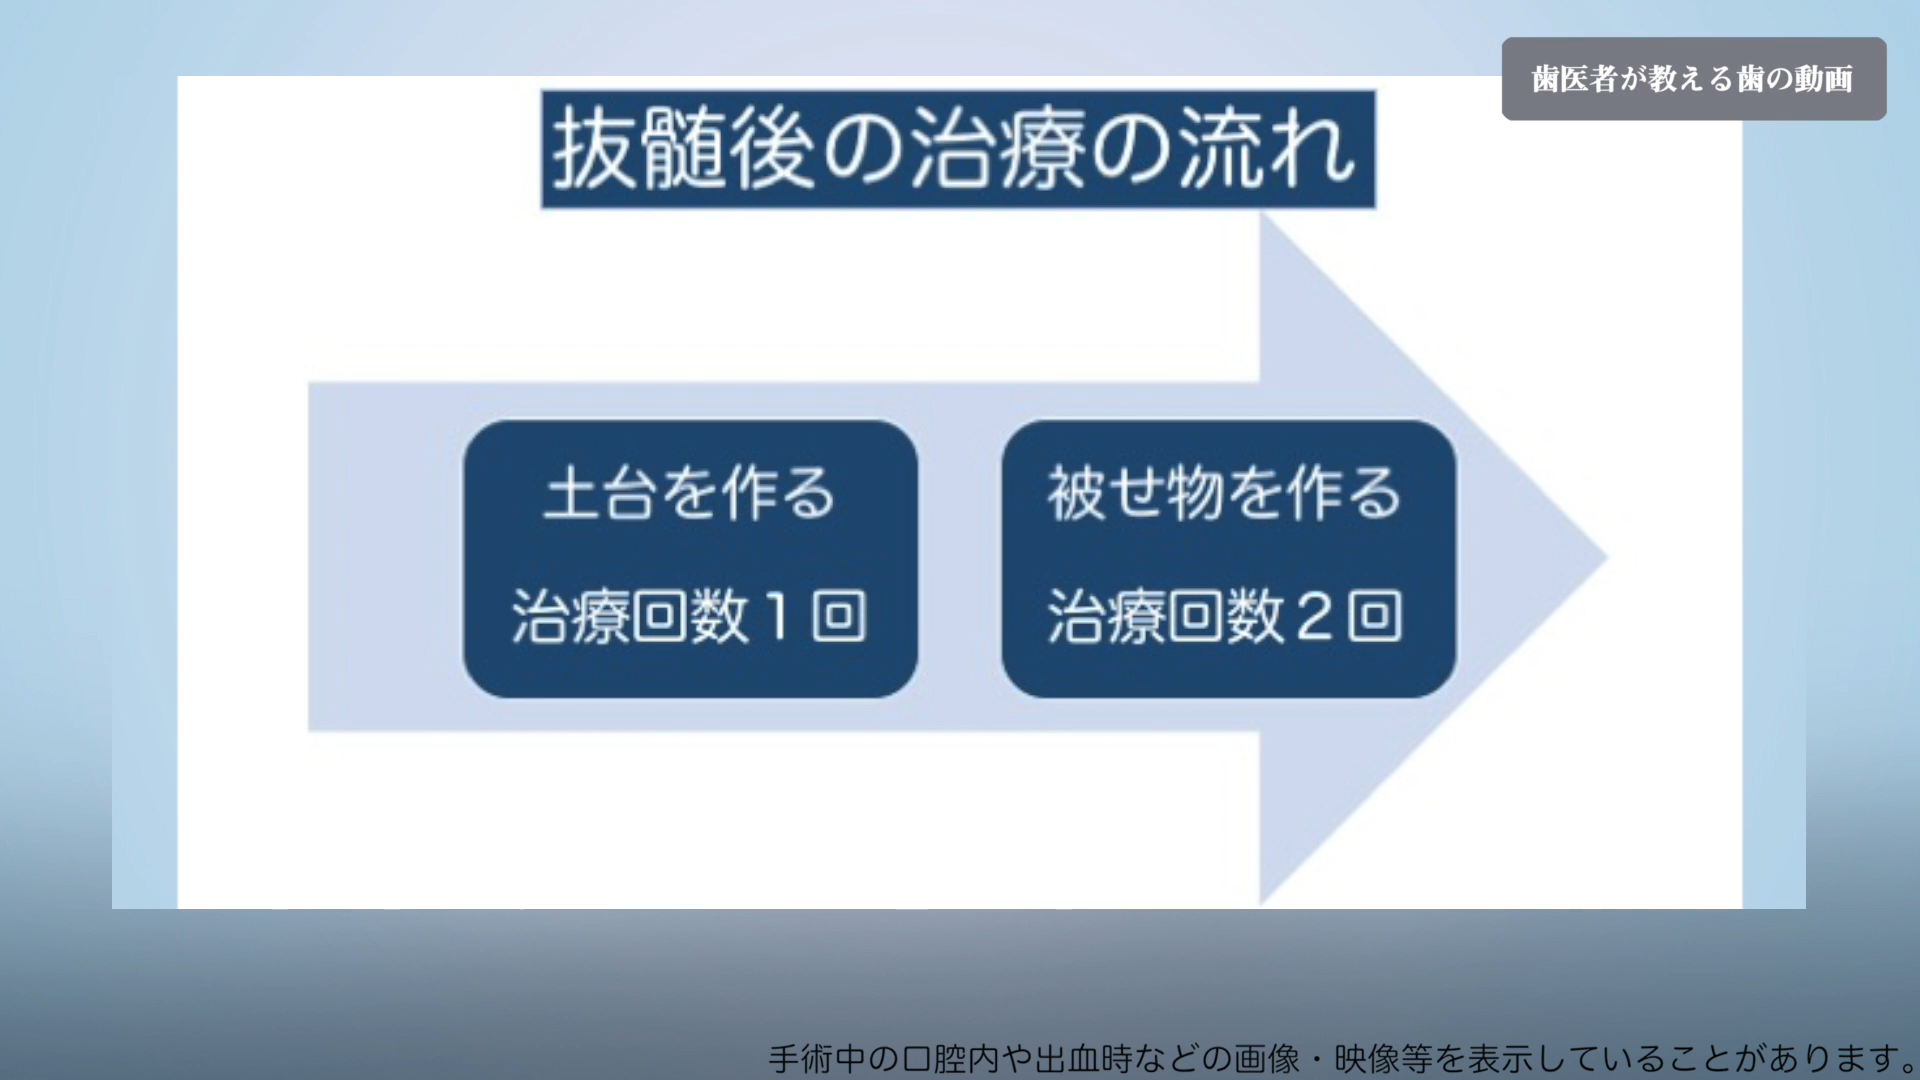 歯医者が教える歯の動画
抜髄後の治療の流れ
土台を作る
治療回数１回
被せ物を作る
治療回数２回
手術中の口腔内や出血時などの画像・映像等を表示していることがあります。